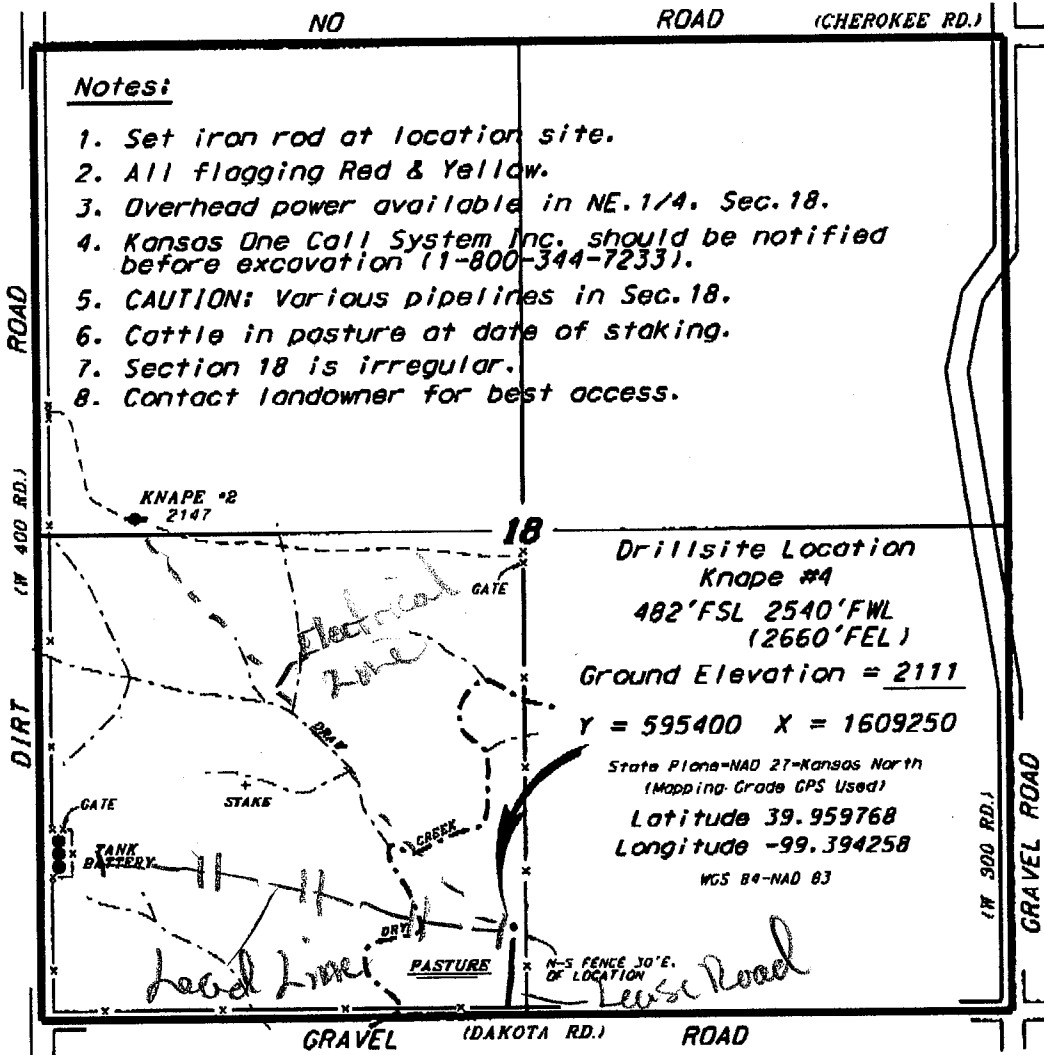 NO ROAD (CHEROKEE RD.)
Notes:
1. Set iron rod at location site.
2. All flagging Red & Yellow.
3. Overhead power available in NE.1/4. Sec.18.
4. Kansas One Call System Inc. should be notified
before excavation (1-800-344-7233).
5. CAUTION: Various pipelines in Sec.18.
6. Cattle in pasture at date of staking.
7. Section 18 is irregular.
8. Contact landowner for best access.
ROAD
(W 400 RD.)
DIRT
KNAPE #2
2147
18
GATE
Electrical
Drillsite Location
Knape #4
482'FSL 2540'FWL
(2660'FEL)
Ground Elevation = 2111
Y = 595400 X = 1609250
State Plane-NAD 27-Kansas North
(Mapping Grade GPS Used)
Latitude 39.959768
Longitude -99.394258
WGS 84-NAD 83
DRAW
STAKE
GATE
TANK
BATTERY
CREEK
DRY
PASTURE
N-S FENCE 30'E.
OF LOCATION
Lead Line
Lease Road
(W 300 RD.)
GRAVEL ROAD
GRAVEL (DAKOTA RD.) ROAD